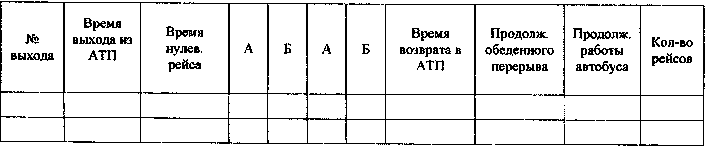 №
выхода
Время
выхода из
АТП
Время
нулев.
рейса
А
Б
А
Б
Время
возврата в
АТП
Продолж.
обеденного
перерыва
Продолж.
работы
автобуса
Кол-во
рейсов